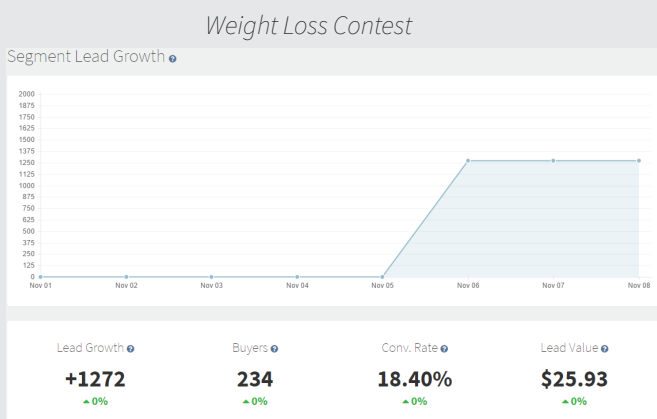 Weight Loss Contest
Segment Lead Growth ?
2000
1875
1750
1625
1500
1375
1250
1125
1000
875
750
625
500
375
250
125
0
Nov 01 Nov 02 Nov 03 Nov 04 Nov 05 Nov 06 Nov 07 Nov 08
Lead Growth ? Buyers ? Conv. Rate ? Lead Value ?
+1272 234 18.40% $25.93
0% 0% 0% 0%